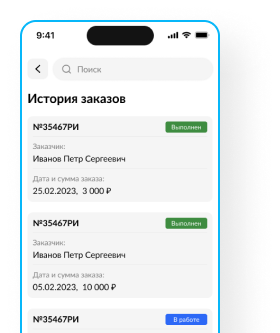 9:41
Поиск
История заказов
№35467РИ Выполнен
Заказчик:
Иванов Петр Сергеевич
Дата и сумма заказа:
25.02.2023, 3 000 ₽
№35467РИ Выполнен
Заказчик:
Иванов Петр Сергеевич
Дата и сумма заказа:
05.02.2023, 10 000 ₽
№35467РИ В работе